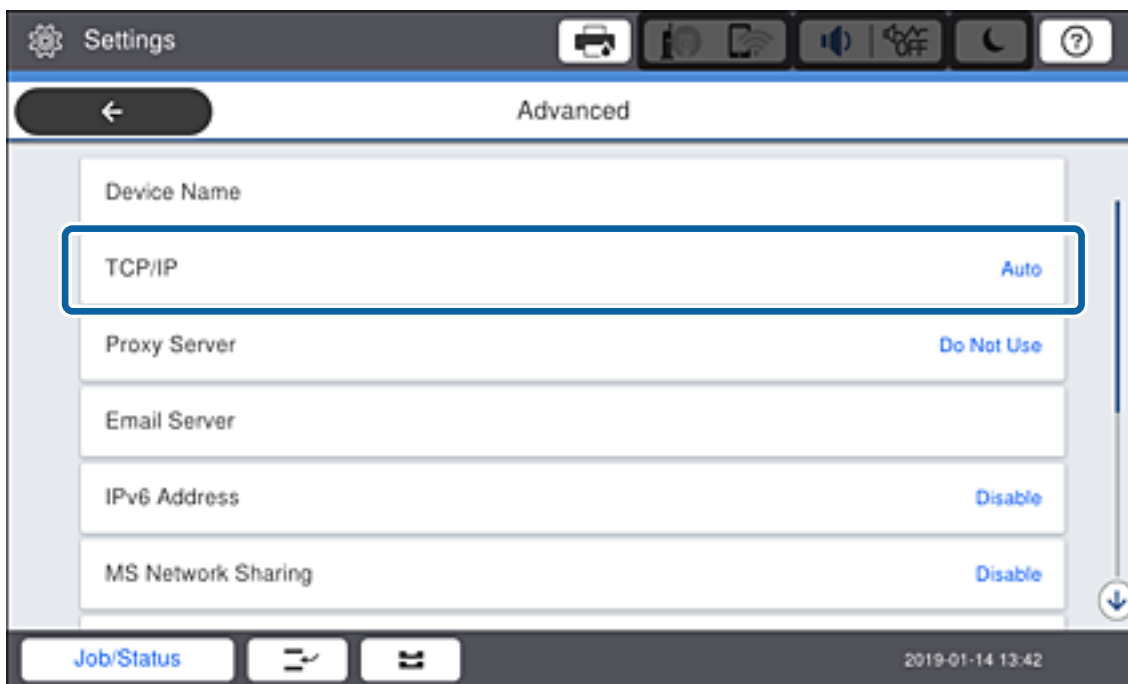 Settings
OFF
?
Advanced
Device Name
TCP/IP Auto
Proxy Server Do Not Use
Email Server
IPv6 Address Disable
MS Network Sharing Disable
Job/Status 2019-01-14 13:42